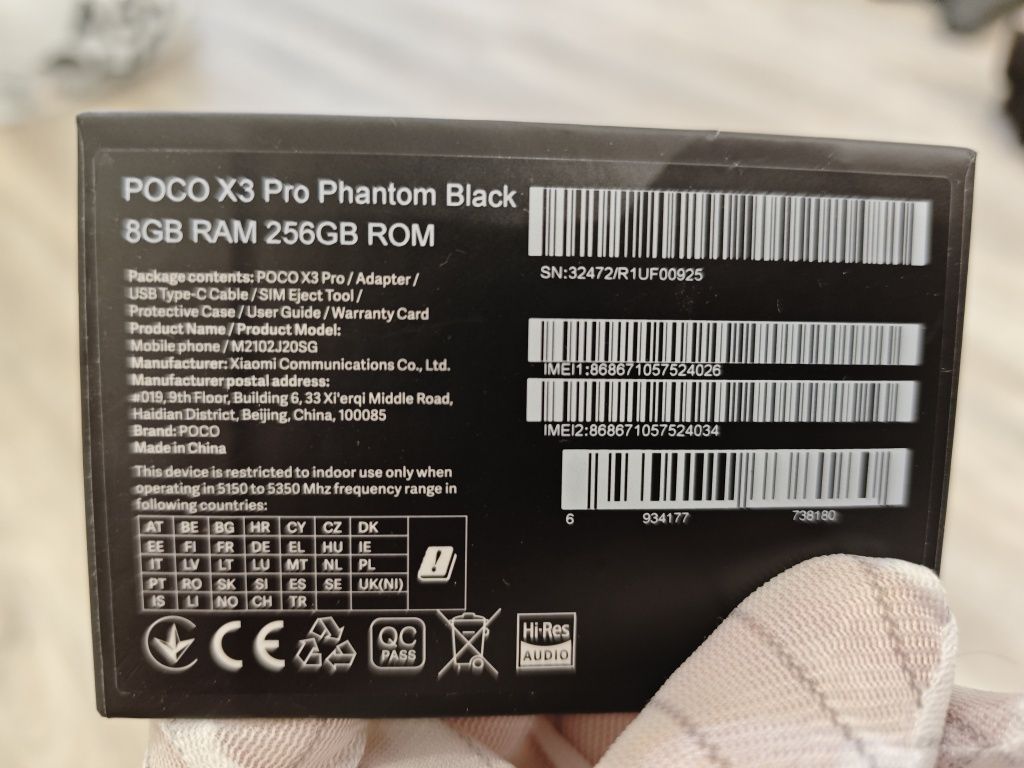 POCO X3 Pro Phantom Black
8GB RAM 256GB ROM
Package contents: POCO X3 Pro / Adapter /
USB Type-C Cable / SIM Eject Tool /
Protective Case / User Guide / Warranty Card
Product Name / Product Model:
Mobile phone / M2102J20SG
Manufacturer: Xiaomi Communications Co., Ltd.
Manufacturer postal address:
#019, 9th Floor, Building 6, 33 Xi'erqi Middle Road,
Haidian District, Beijing, China, 100085
Brand: POCO
Made in China
This device is restricted to indoor use only when
operating in 5150 to 5350 Mhz frequency range in
following countries:
AT BE BG HR CY CZ DK
EE FI FR DE EL HU IE
IT LV LT LU MT NL PL
PT RO SK SI ES SE UK(NI)
IS LI NO CH TR
CE
QC
PASS
Hi-Res
AUDIO
SN:32472/R1UF00925
IMEI1:868671057524026
IMEI2:868671057524034
6 934177 738180